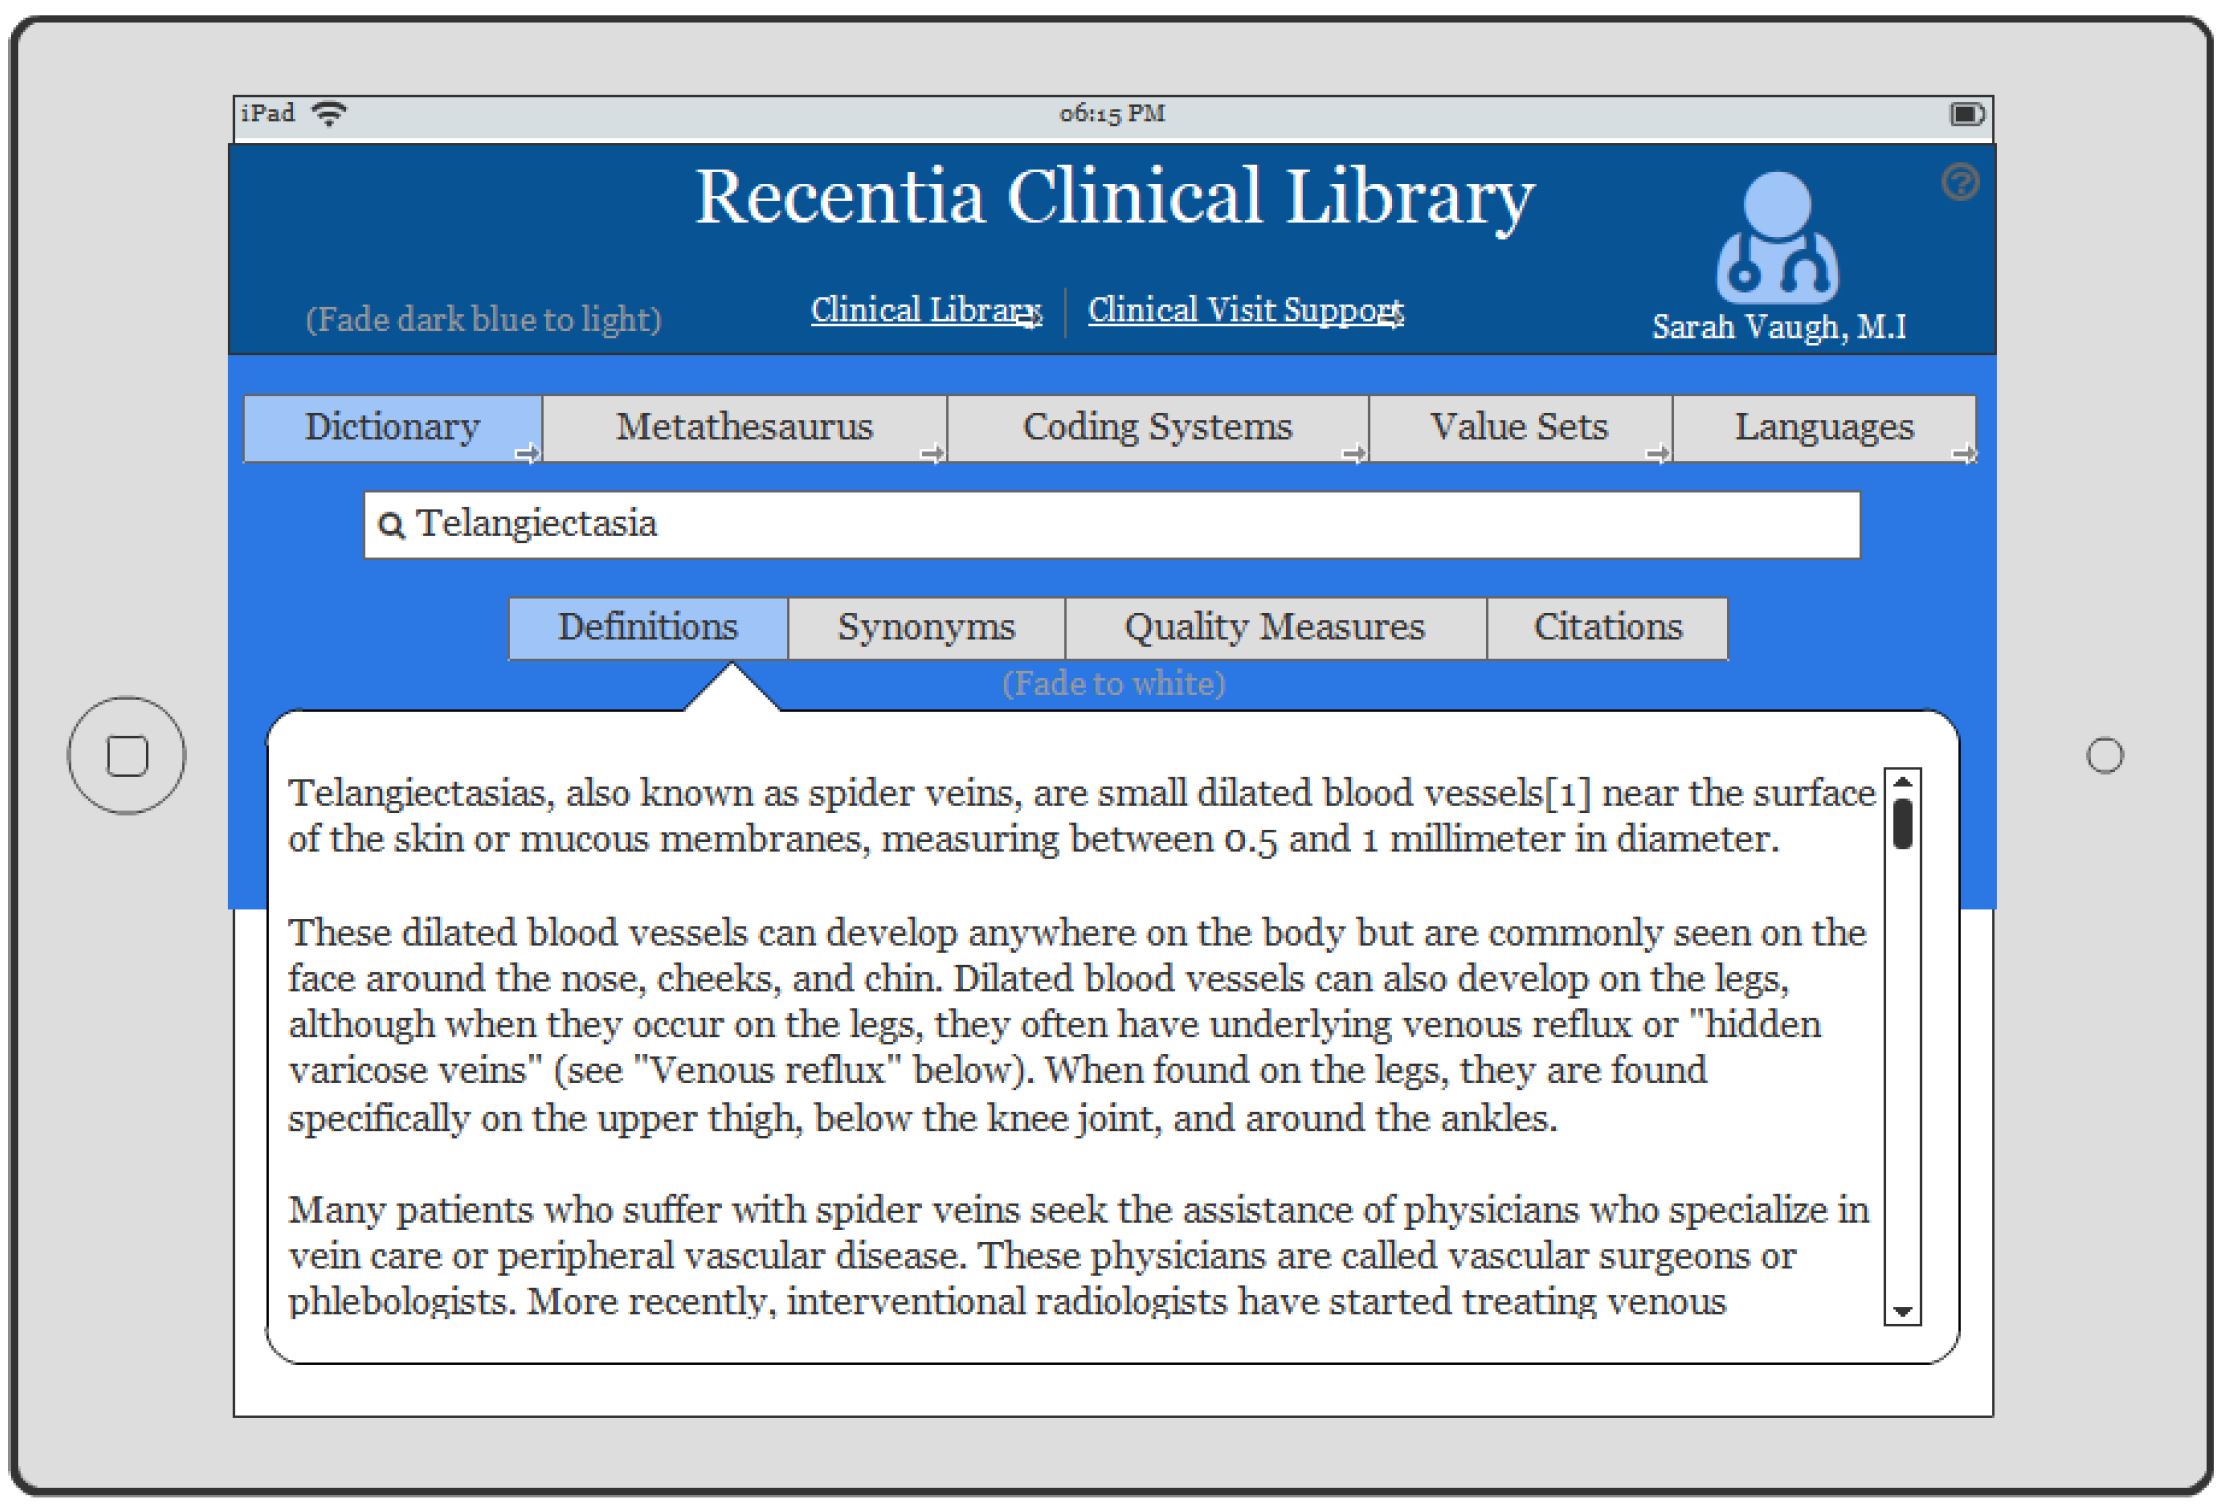 iPad
06:15 PM
Recentia Clinical Library
(Fade dark blue to light)
Clinical Library
Clinical Visit Support
Sarah Vaugh, M.I
Dictionary
Metathesaurus
Coding Systems
Value Sets
Languages
Telangiectasia
Definitions
Synonyms
Quality Measures
Citations
(Fade to white)
Telangiectasias, also known as spider veins, are small dilated blood vessels[1] near the surface
of the skin or mucous membranes, measuring between 0.5 and 1 millimeter in diameter.
These dilated blood vessels can develop anywhere on the body but are commonly seen on the
face around the nose, cheeks, and chin. Dilated blood vessels can also develop on the legs,
although when they occur on the legs, they often have underlying venous reflux or "hidden
varicose veins" (see "Venous reflux" below). When found on the legs, they are found
specifically on the upper thigh, below the knee joint, and around the ankles.
Many patients who suffer with spider veins seek the assistance of physicians who specialize in
vein care or peripheral vascular disease. These physicians are called vascular surgeons or
phlebologists. More recently, interventional radiologists have started treating venous